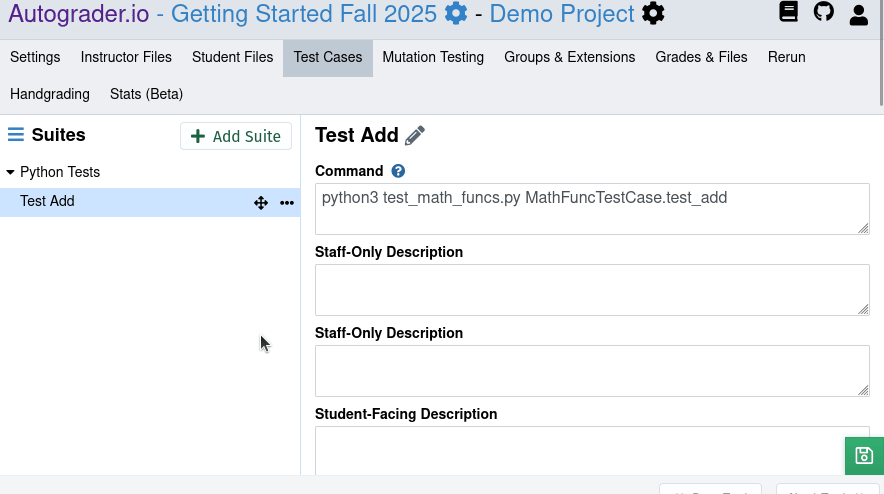 Autograder.io - Getting Started Fall 2025 - Demo Project
Settings Instructor Files Student Files Test Cases Mutation Testing Groups & Extensions Grades & Files Rerun
Handgrading Stats (Beta)
Suites
Add Suite
Python Tests
Test Add
Test Add
Command
python3 test_math_funcs.py MathFuncTestCase.test_add
Staff-Only Description
Staff-Only Description
Student-Facing Description